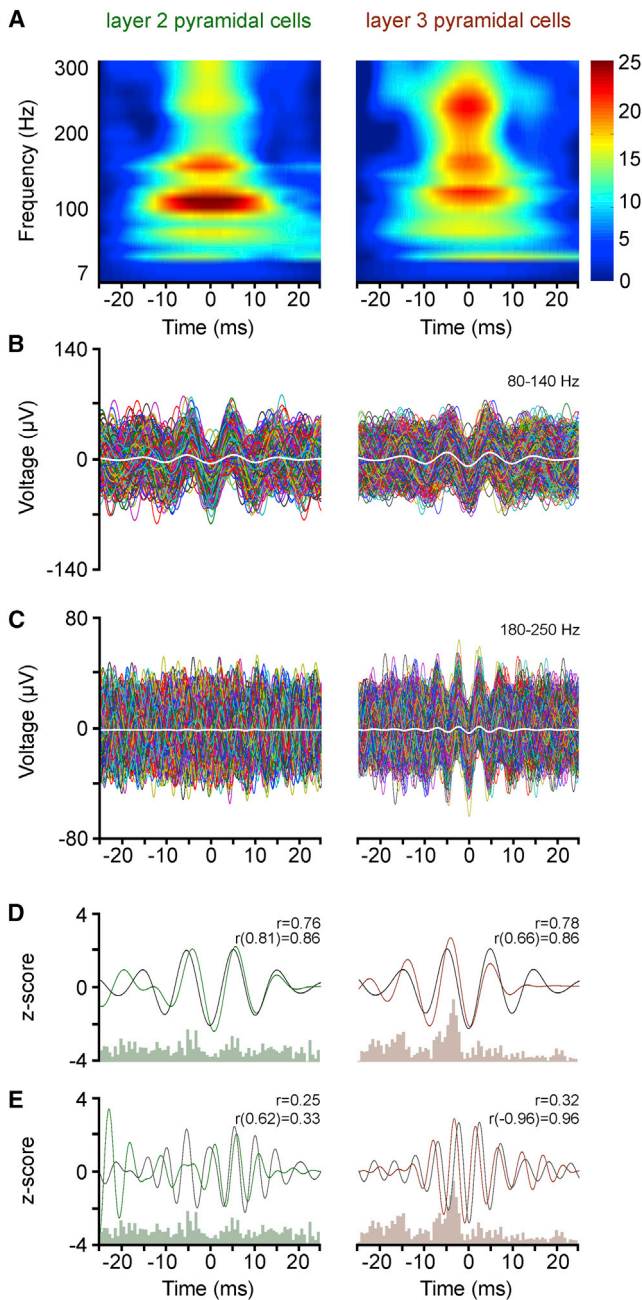 A
layer 2 pyramidal cells
layer 3 pyramidal cells
Frequency (Hz)
300
200
100
7
25
20
15
10
5
0
-20 -10 0 10 20
-20 -10 0 10 20
Time (ms)
Time (ms)
B
Voltage (µV)
140
0
-140
80-140 Hz
C
Voltage (µV)
80
0
-80
180-250 Hz
-20 -10 0 10 20
-20 -10 0 10 20
D
z-score
4
0
-4
r=0.76
r(0.81)=0.86
r=0.78
r(0.66)=0.86
E
z-score
4
0
-4
r=0.25
r(0.62)=0.33
r=0.32
r(-0.96)=0.96
-20 -10 0 10 20
-20 -10 0 10 20
Time (ms)
Time (ms)